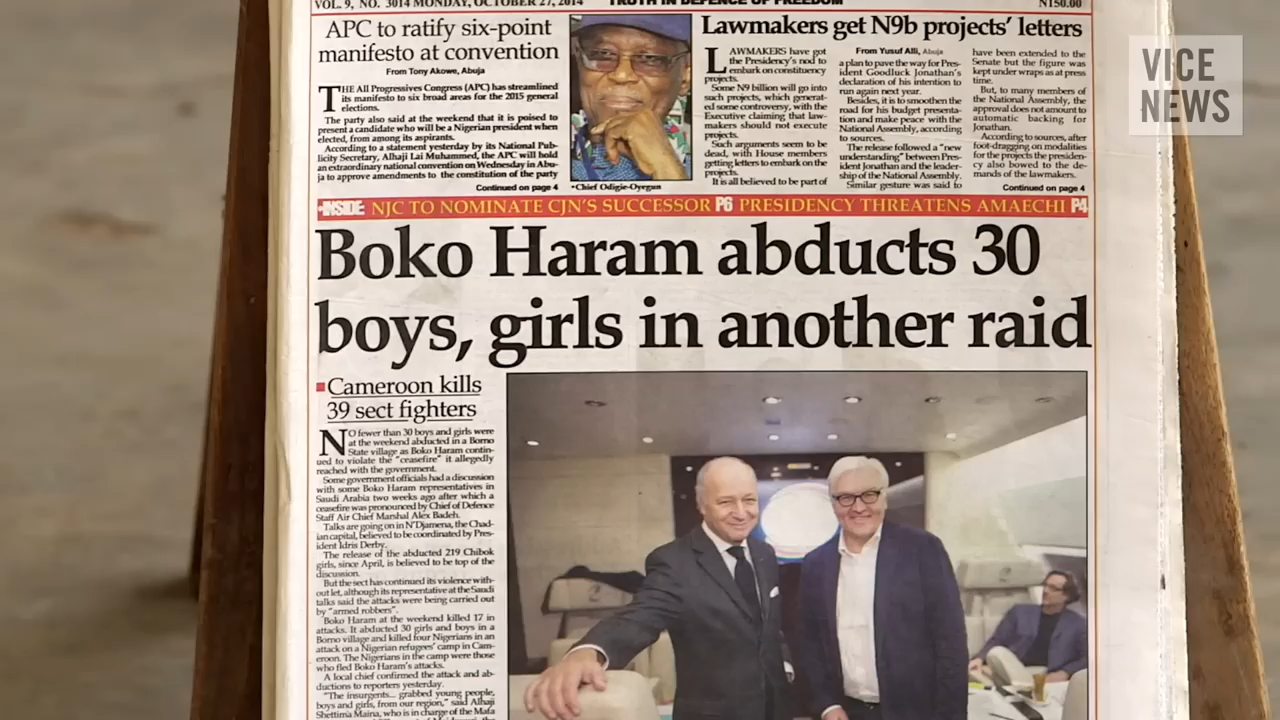 VOL. 9, NO. 3014 MONDAY, OCTOBER 27, 2014
TRUTH IN DEFENCE OF FREEDOM
N150.00
APC to ratify six-point
manifesto at convention
From Tony Akowe, Abuja
THE All Progressives Congress (APC) has streamlined
its manifesto to six broad areas for the 2015 general
elections.
The party also said at the weekend that it is poised to
present a candidate who will be a Nigerian president when
elected, from among its aspirants.
According to a statement yesterday by its National Pub-
licity Secretary, Alhaji Lai Muhammed, the APC will hold
an extraordinary national convention on Wednesday in Abu-
ja to approve amendments to the constitution of the party
Continued on page 4
•Chief Odigie-Oyegun
Lawmakers get N9b projects' letters
LAWMAKERS have got
the Presidency's nod to
embark on constituency
projects.
Some N9 billion will go into
such projects, which generat-
ed some controversy, with the
Executive claiming that law-
makers should not execute
projects.
Such arguments seem to be
dead, with House members
getting letters to embark on the
projects.
It is all believed to be part of
From Yusuf Alli, Abuja
a plan to pave the way for Pres-
ident Goodluck Jonathan's
declaration of his intention to
run again next year.
Besides, it is to smoothen the
road for his budget presenta-
tion and make peace with the
National Assembly, according
to sources.
The release followed a "new
understanding" between Pres-
ident Jonathan and the leader-
ship of the National Assembly.
Similar gesture was said to
have been extended to the
Senate but the figure was
kept under wraps as at press
time.
But, to many members of
the National Assembly, the
approval does not amount to
automatic backing for
Jonathan.
According to sources, after
foot-dragging on modalities
for the projects the presiden-
cy also bowed to the de-
mands of the lawmakers.
Continued on page 4
VICE
NEWS
•INSIDE: NJC TO NOMINATE CJN'S SUCCESSOR P6 PRESIDENCY THREATENS AMAECHI P4
Boko Haram abducts 30
boys, girls in another raid
Cameroon kills
39 sect fighters
NO fewer than 30 boys and girls were
at the weekend abducted in a Borno
State village as Boko Haram contin-
ued to violate the "ceasefire" it allegedly
reached with the government.
Some government officials had a discussion
with some Boko Haram representatives in
Saudi Arabia two weeks ago after which a
ceasefire was pronounced by Chief of Defence
Staff Air Chief Marshal Alex Badeh.
Talks are going on in N'Djamena, the Chad-
ian capital, believed to be coordinated by Pres-
ident Idris Derby.
The release of the abducted 219 Chibok
girls, since April, is believed to be top of the
discussion.
But the sect has continued its violence with-
out let, although its representative at the Saudi
talks said the attacks were being carried out
by "armed robbers".
Boko Haram at the weekend killed 17 in
attacks. It abducted 30 girls and boys in a
Borno village and killed four Nigerians in an
attack on a Nigerian refugees' camp in Cam-
eroon. The Nigerians in the camp were those
who fled Boko Haram's attacks.
A local chief confirmed the attack and ab-
ductions to reporters yesterday.
"The insurgents... grabbed young people,
boys and girls, from our region," said Alhaji
Shettima Maina, who is in charge of the Mafa